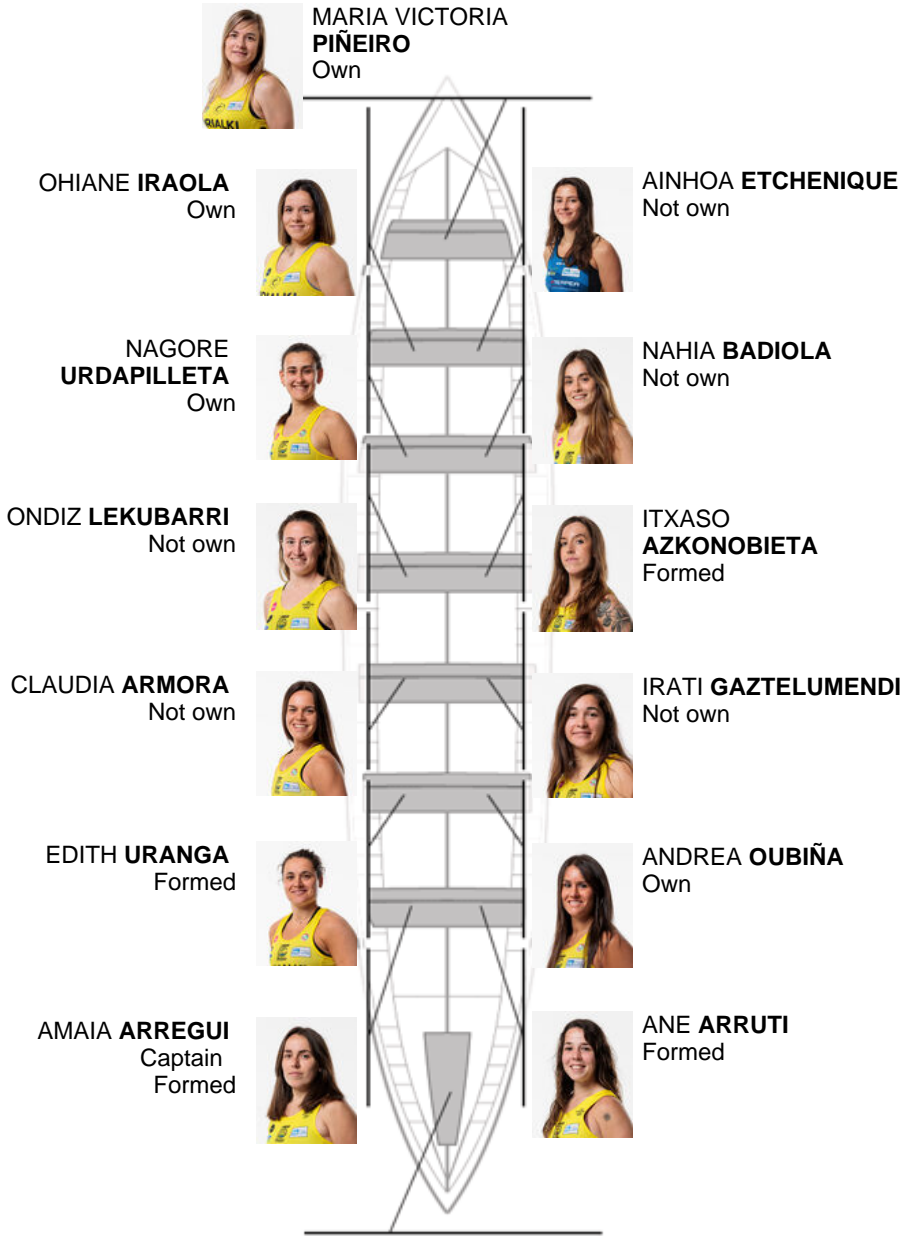 MARIA VICTORIA
PIÑEIRO
Own
RIALKI
OHIANE IRAOLA
Own
AINHOA ETCHENIQUE
Not own
NAGORE
URDAPILLETA
Own
NAHIA BADIOLA
Not own
ONDIZ LEKUBARRI
Not own
ITXASO
AZKONOBIETA
Formed
CLAUDIA ARMORA
Not own
IRATI GAZTELUMENDI
Not own
EDITH URANGA
Formed
ANDREA OUBIÑA
Own
AMAIA ARREGUI
Captain
Formed
ANE ARRUTI
Formed